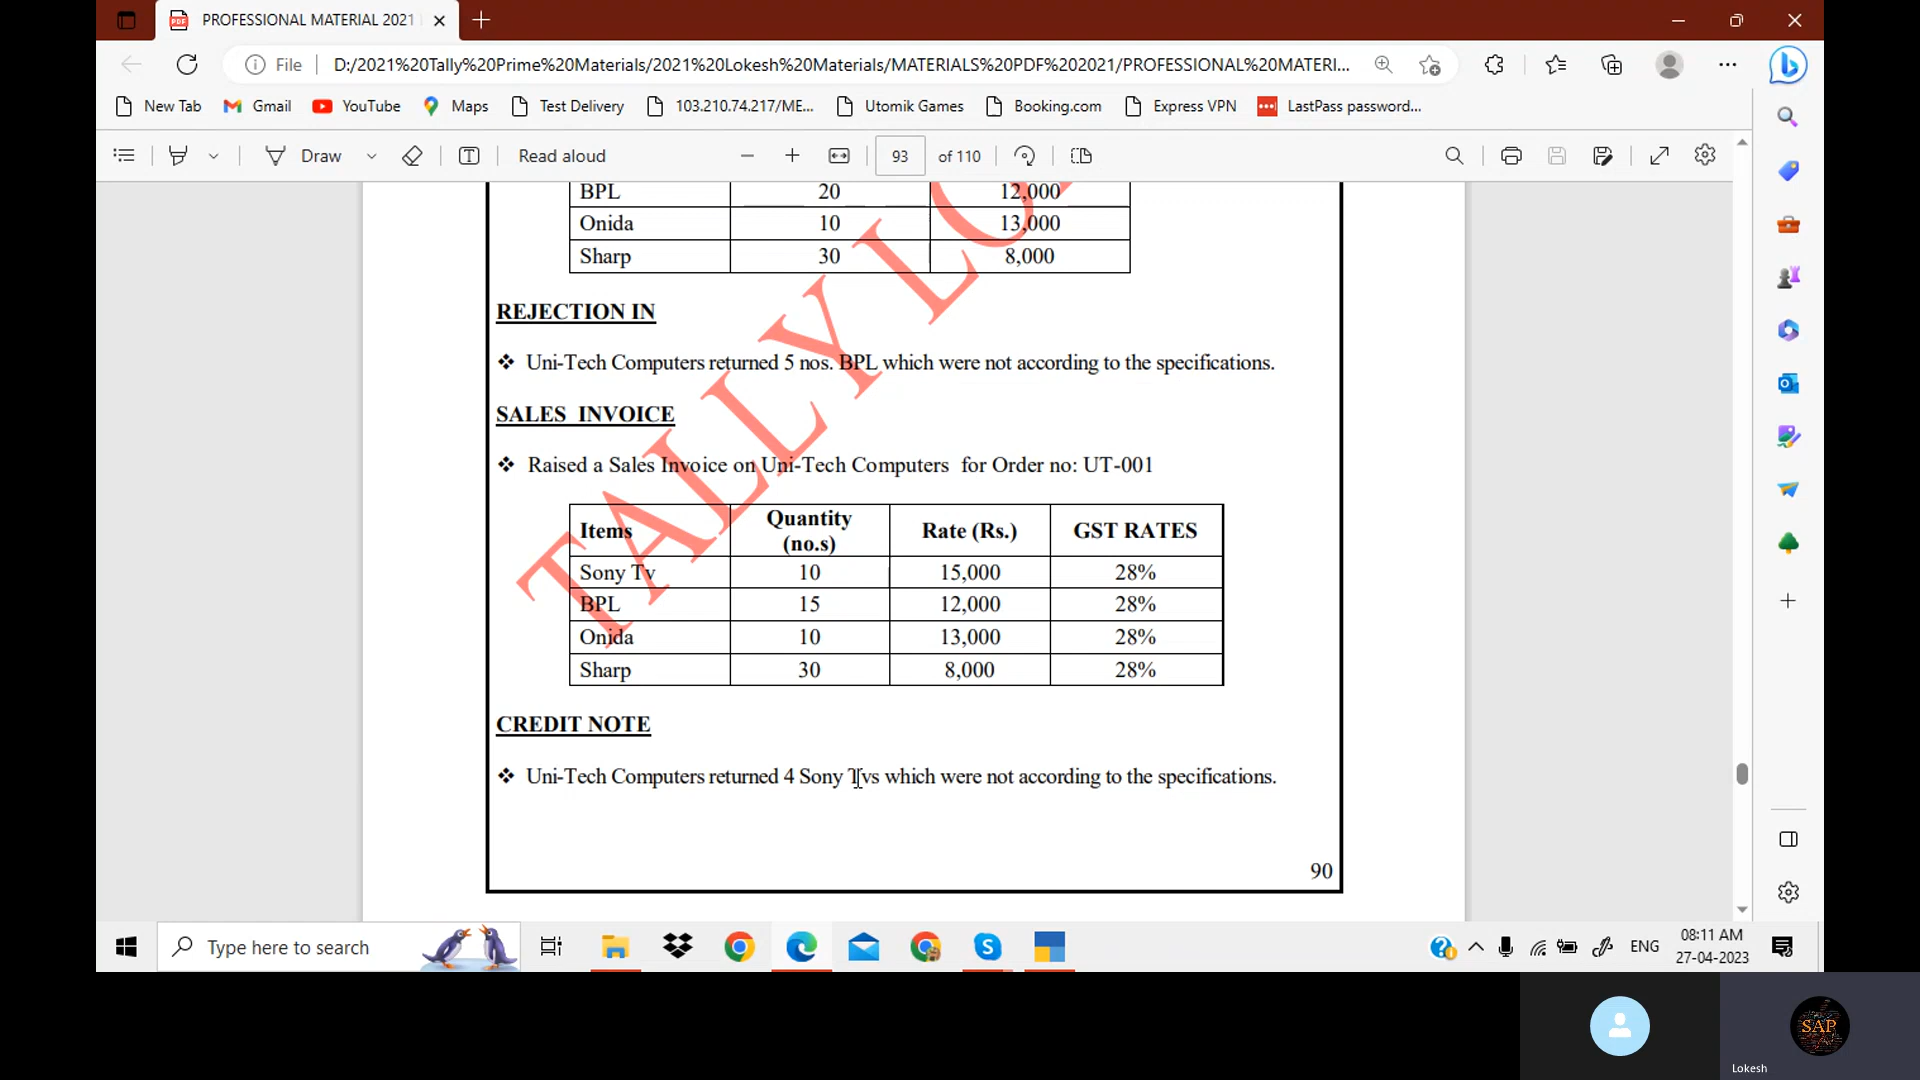 PROFESSIONAL MATERIAL 2021
File D:/2021%20Tally%20Prime%20Materials/2021%20Lokesh%20Materials/MATERIALS%20PDF%202021/PROFESSIONAL%20MATERI...
New Tab Gmail YouTube Maps Test Delivery 103.210.74.217/ME... Utomik Games Booking.com Express VPN LastPass password...
Draw Read aloud 93 of 110
BPL 20 12,000
Onida 10 13,000
Sharp 30 8,000
TALLY LO
REJECTION IN
❖ Uni-Tech Computers returned 5 nos. BPL which were not according to the specifications.
SALES INVOICE
❖ Raised a Sales Invoice on Uni-Tech Computers for Order no: UT-001
Items Quantity (no.s) Rate (Rs.) GST RATES
Sony Tv 10 15,000 28%
BPL 15 12,000 28%
Onida 10 13,000 28%
Sharp 30 8,000 28%
CREDIT NOTE
❖ Uni-Tech Computers returned 4 Sony Tvs which were not according to the specifications.
90
Type here to search
ENG 08:11 AM
27-04-2023
SAP
Lokesh